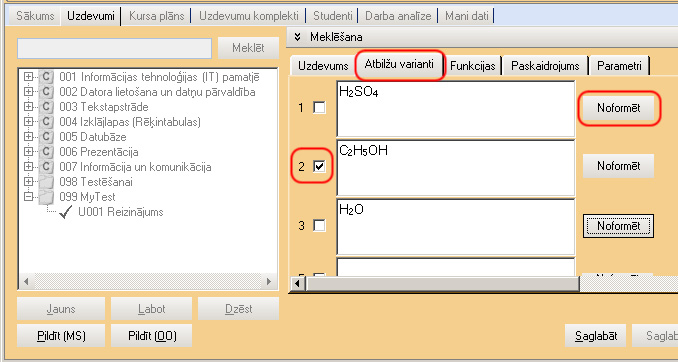 Sākums Uzdevumi Kursa plāns Uzdevumu komplekti Studenti Darba analīze Mani dati
Meklēt
Meklēšana
001 Informācijas tehnoloģijas (IT) pamatjē
002 Datora lietošana un datņu pārvaldība
003 Tekstapstrāde
004 Izklājlapas (Rēķintabulas)
005 Datubāze
006 Prezentācija
007 Informācija un komunikācija
098 Testēšanai
099 MyTest
U001 Reizinājums
Jauns Labot Dzēst
Pildīt (MS) Pildīt (OO)
Uzdevums Atbilžu varianti Funkcijas Paskaidrojums Parametri
1 H₂SO₄ Noformēt
2 C₂H₅OH Noformēt
3 H₂O Noformēt
Saglabāt Saglab